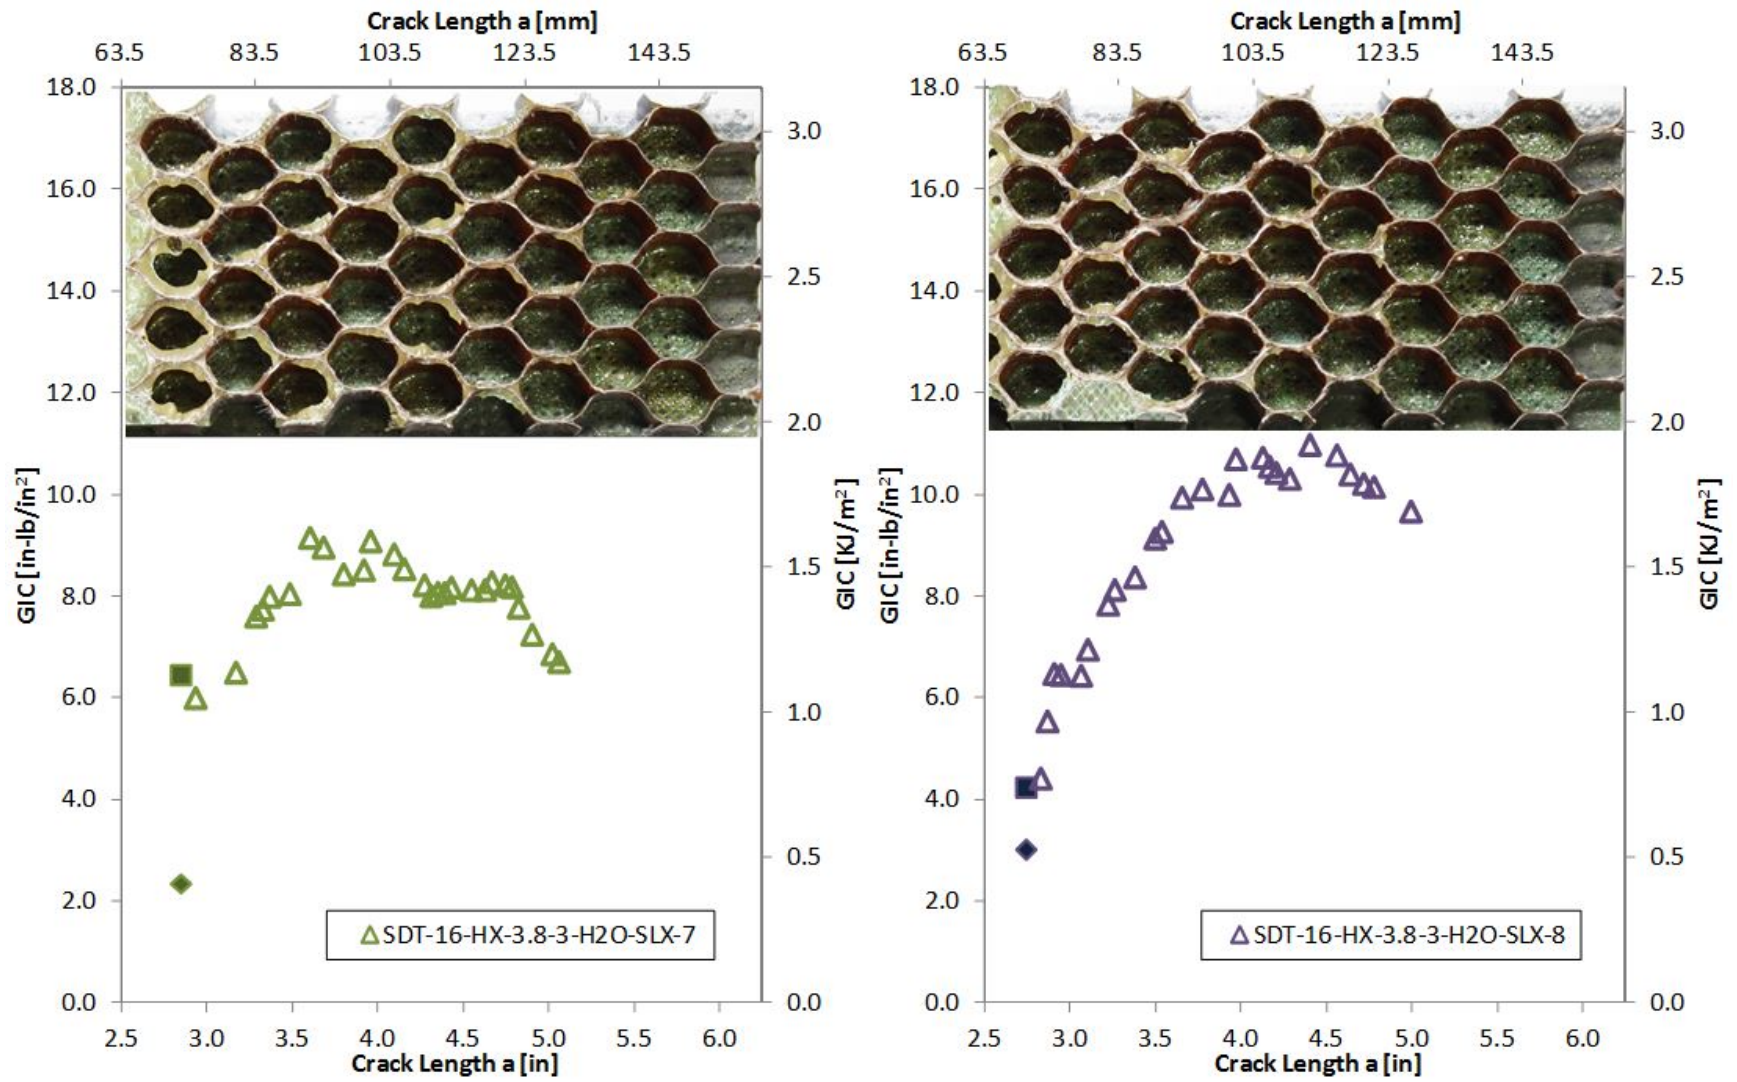 Crack Length a [mm]
63.5 83.5 103.5 123.5 143.5
18.0
16.0
14.0
12.0
10.0
8.0
6.0
4.0
2.0
0.0
GIC [in-lb/in²]
3.0
2.5
2.0
1.5
1.0
0.5
0.0
GIC [KJ/m²]
SDT-16-HX-3.8-3-H2O-SLX-7
2.5 3.0 3.5 4.0 4.5 5.0 5.5 6.0
Crack Length a [in]
Crack Length a [mm]
63.5 83.5 103.5 123.5 143.5
18.0
16.0
14.0
12.0
10.0
8.0
6.0
4.0
2.0
0.0
GIC [in-lb/in²]
3.0
2.5
2.0
1.5
1.0
0.5
0.0
GIC [KJ/m²]
SDT-16-HX-3.8-3-H2O-SLX-8
2.5 3.0 3.5 4.0 4.5 5.0 5.5 6.0
Crack Length a [in]